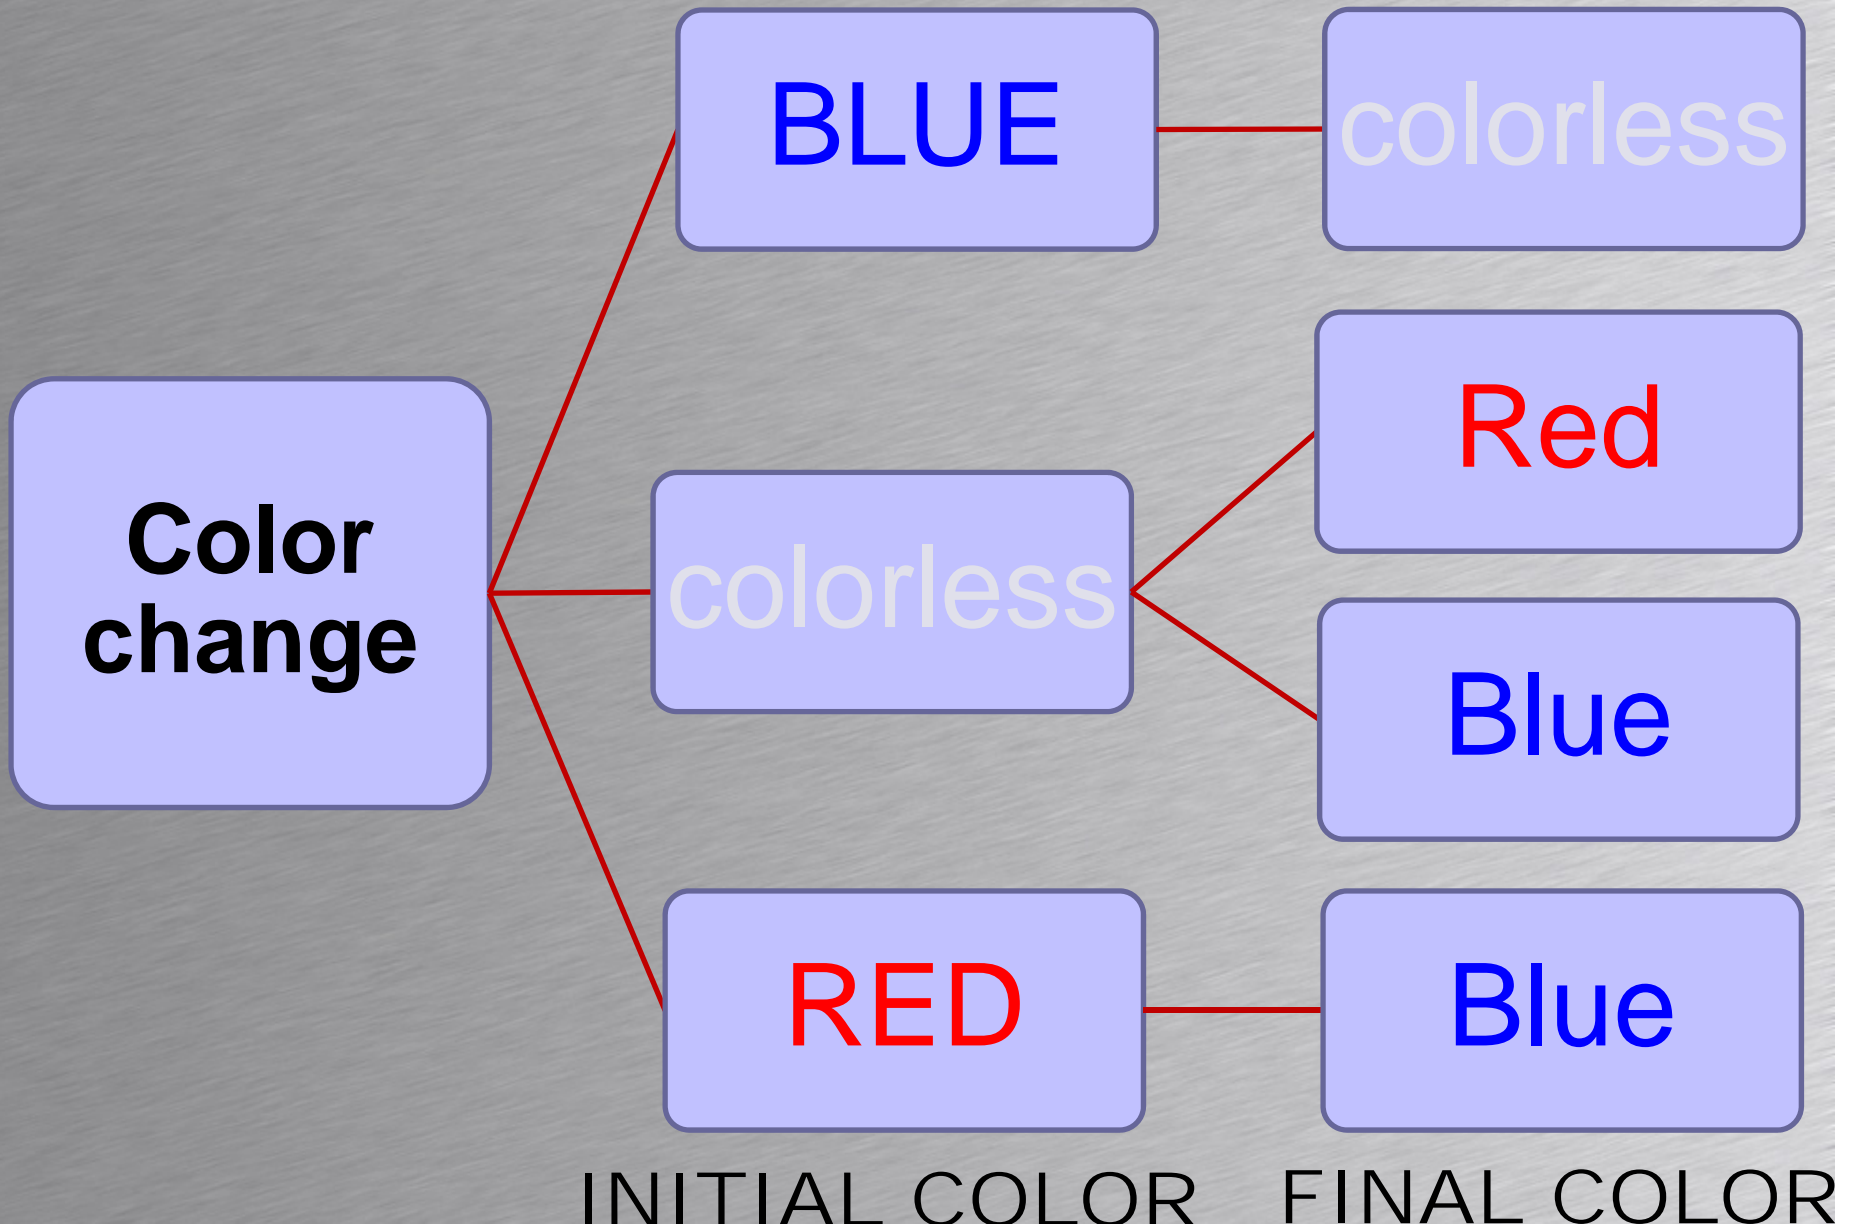 BLUE
colorless
Color
change
colorless
Red
Blue
RED
Blue
INITIAL COLOR
FINAL COLOR